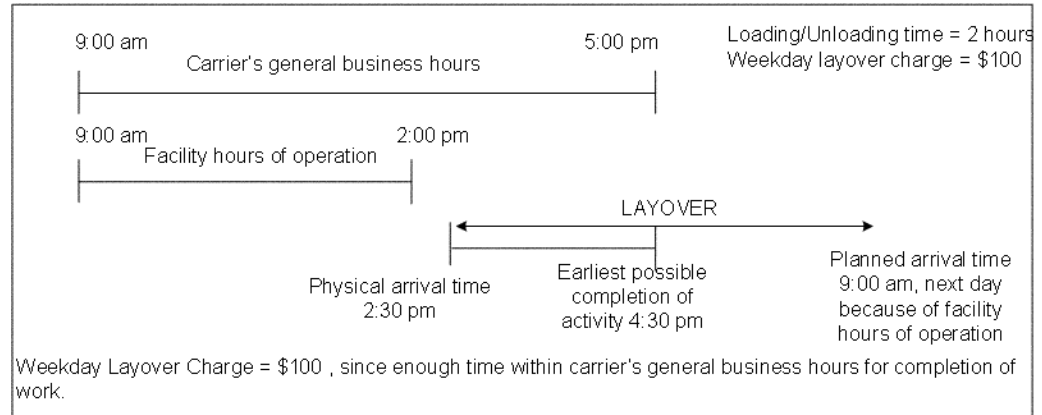 9:00 am
5:00 pm
Loading/Unloading time = 2 hours
Carrier's general business hours
Weekday layover charge = $100
9:00 am
2:00 pm
Facility hours of operation
LAYOVER
Physical arrival time
2:30 pm
Earliest possible
completion of
activity 4:30 pm
Planned arrival time
9:00 am, next day
because of facility
hours of operation
Weekday Layover Charge = $100 , since enough time within carrier's general business hours for completion of
work.